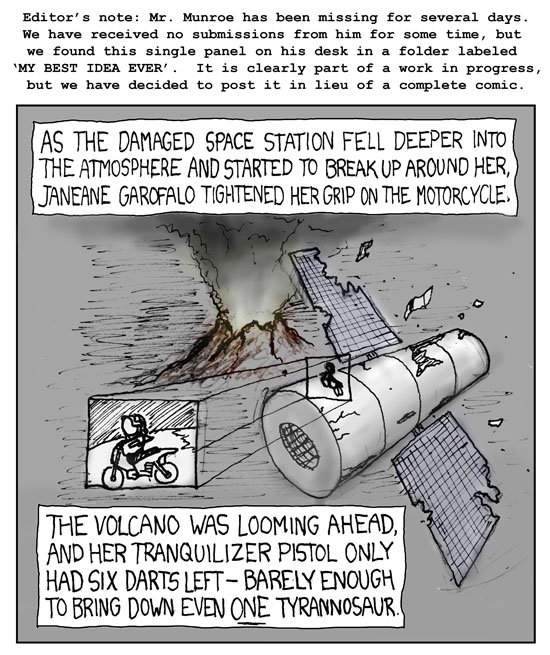 Editor's note: Mr. Munroe has been missing for several days.
We have received no submissions from him for some time, but
we found this single panel on his desk in a folder labeled
'MY BEST IDEA EVER'. It is clearly part of a work in progress,
but we have decided to post it in lieu of a complete comic.
AS THE DAMAGED SPACE STATION FELL DEEPER INTO
THE ATMOSPHERE AND STARTED TO BREAK UP AROUND HER,
JANEANE GAROFALO TIGHTENED HER GRIP ON THE MOTORCYCLE.
THE VOLCANO WAS LOOMING AHEAD,
AND HER TRANQUILIZER PISTOL ONLY
HAD SIX DARTS LEFT — BARELY ENOUGH
TO BRING DOWN EVEN ONE TYRANNOSAUR.